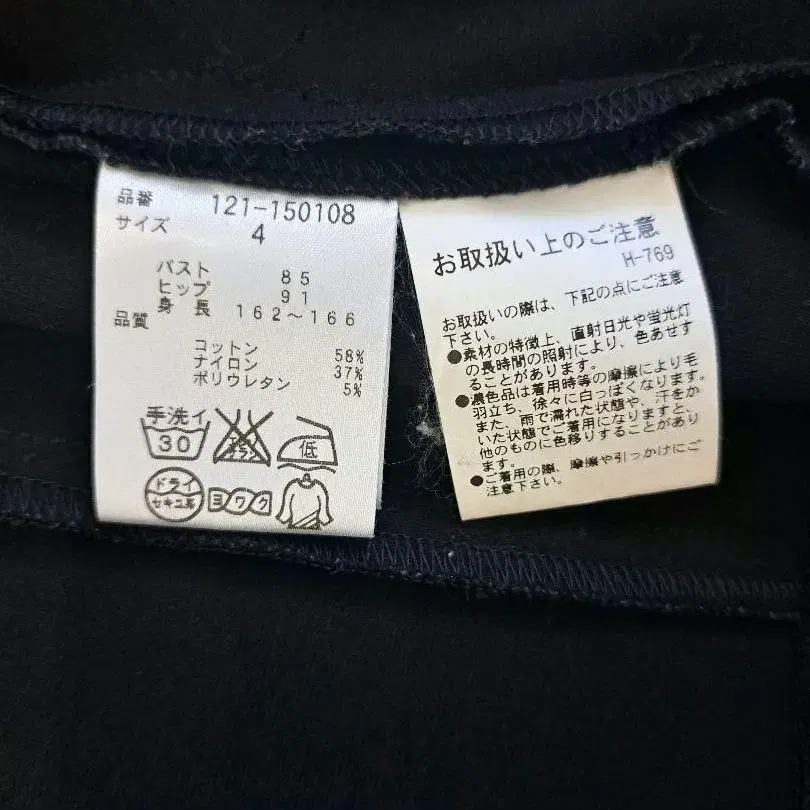 品番 121-150108
サイズ 4
バスト 85
ヒップ 91
身長 162～166
品質
コットン 58%
ナイロン 37%
ポリウレタン 5%
手洗イ
30
エンソ
サラシ
低
ドライ
セキユ系
ヨワク
お取扱い上のご注意
H-769
お取扱いの際は、下記の点にご注意
下さい。
●素材の特徴上、直射日光や蛍光灯
の長時間の照射により、色あせす
ることがあります。
●濃色品は着用時等の摩擦により毛
羽立ち、徐々に白っぽくなります。
また、雨で濡れた状態や、汗をか
いた状態でご着用になりますと、
他のものに色移りすることがあり
ます。
●ご着用の際、摩擦や引っかけにご
注意下さい。